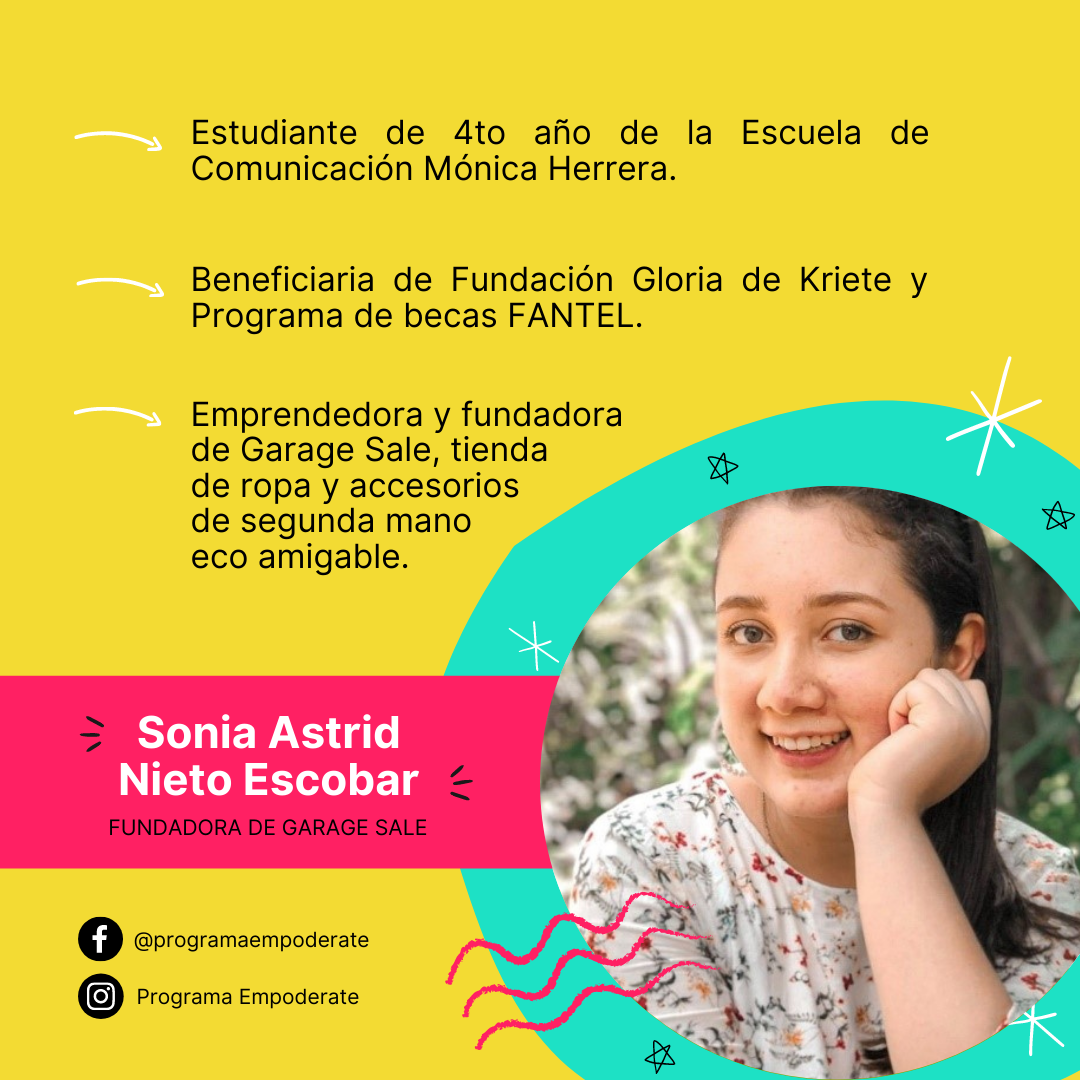 Estudiante de 4to año de la Escuela de
Comunicación Mónica Herrera.
Beneficiaria de Fundación Gloria de Kriete y
Programa de becas FANTEL.
Emprendedora y fundadora
de Garage Sale, tienda
de ropa y accesorios
de segunda mano
eco amigable.
Sonia Astrid
Nieto Escobar
FUNDADORA DE GARAGE SALE
@programaempoderate
Programa Empoderate